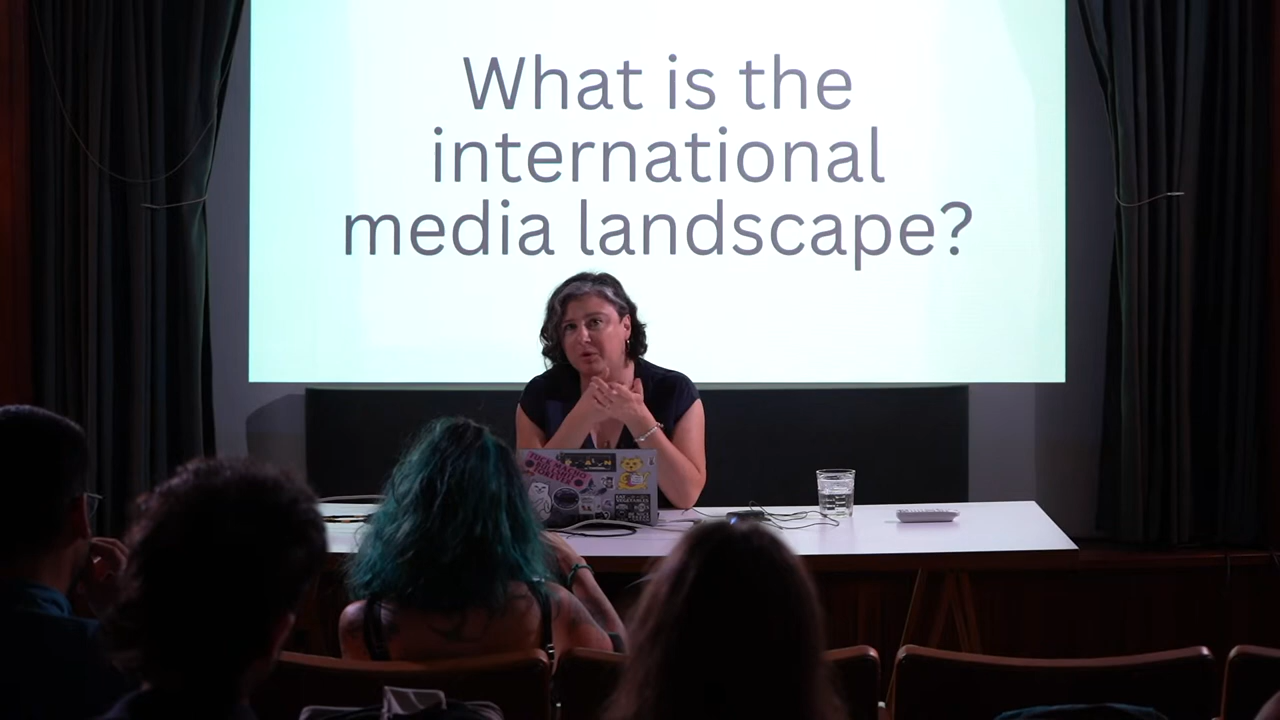 What is the
international
media landscape?